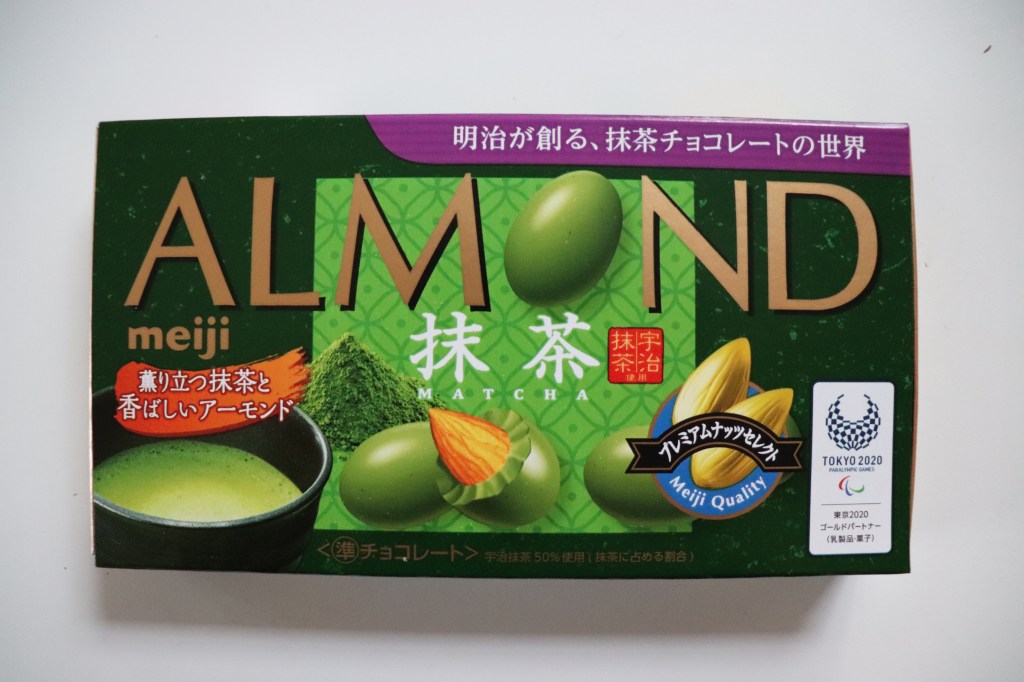 明治が創る、抹茶チョコレートの世界
ALMOND
meiji
薫り立つ抹茶と
香ばしいアーモンド
抹茶
MATCHA
宇治
抹茶
使用
プレミアムナッツセレクト
Meiji Quality
TOKYO 2020
PARALYMPIC GAMES
東京2020
ゴールドパートナー
(乳製品・菓子)
<準チョコレート> 宇治抹茶50%使用(抹茶に占める割合)